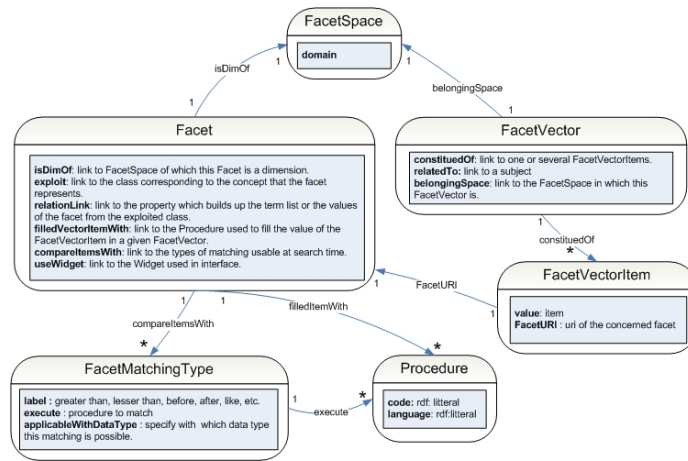 FacetSpace
domain
1
1
isDimOf
belongingSpace
1
1
Facet
isDimOf: link to FacetSpace of which this Facet is a dimension.
exploit: link to the class corresponding to the concept that the facet
represents.
relationLink: link to the property which builds up the term list or the values
of the facet from the exploited class.
filledVectorItemWith: link to the Procedure used to fill the value of the
FacetVectorItem in a given FacetVector.
compareItemsWith: link to the types of matching usable at search time.
useWidget: link to the Widget used in interface.
FacetVector
constituedOf: link to one or several FacetVectorItems.
relatedTo: link to a subject
belongingSpace: link to the FacetSpace in which this
FacetVector is.
1
constituedOf
*
FacetVectorItem
value: item
FacetURI : uri of the concerned facet
1
FacetURI
1
1
1
compareItemsWith
filledItemWith
*
*
FacetMatchingType
label : greater than, lesser than, before, after, like, etc.
execute : procedure to match
applicableWithDataType : specify with which data type
this matching is possible.
1
execute
*
Procedure
code: rdf: litteral
language: rdf:litteral